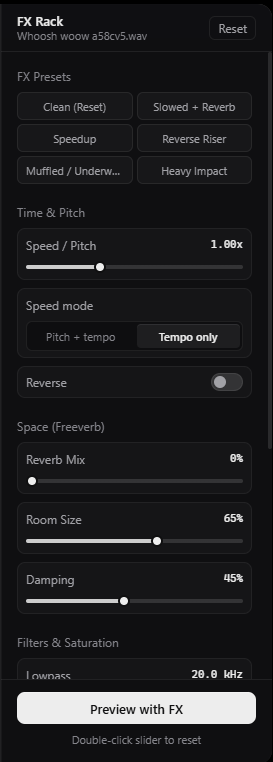 FX Rack
Whoosh woow a58cv5.wav
Reset
FX Presets
Clean (Reset)
Slowed + Reverb
Speedup
Reverse Riser
Muffled / Underw...
Heavy Impact
Time & Pitch
Speed / Pitch
1.00x
Speed mode
Pitch + tempo
Tempo only
Reverse
Space (Freeverb)
Reverb Mix
0%
Room Size
65%
Damping
45%
Filters & Saturation
Lowpass
20.0 kHz
Preview with FX
Double-click slider to reset